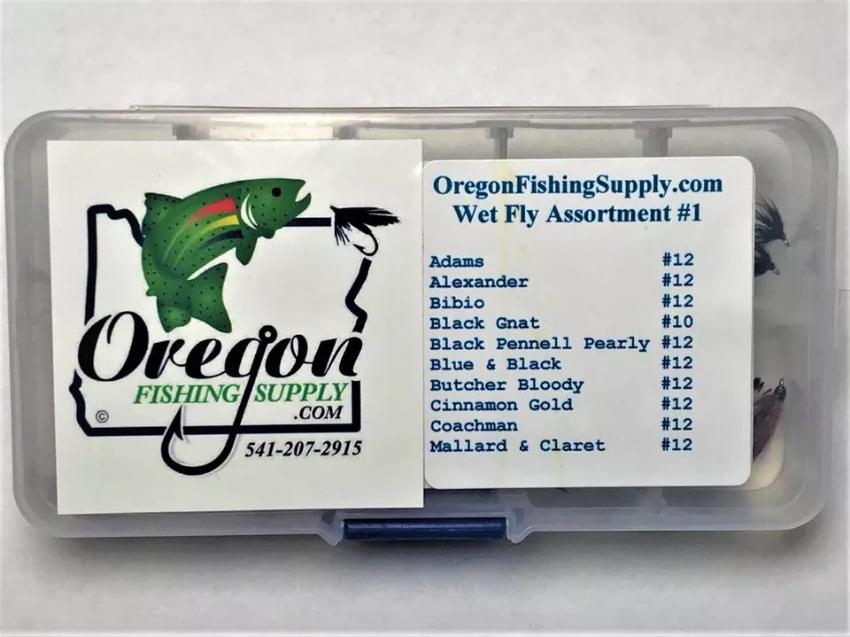 Oregon
FISHING SUPPLY
.COM
©
541-207-2915
OregonFishingSupply.com
Wet Fly Assortment #1
Adams #12
Alexander #12
Bibio #12
Black Gnat #10
Black Pennell Pearly #12
Blue & Black #12
Butcher Bloody #12
Cinnamon Gold #12
Coachman #12
Mallard & Claret #12